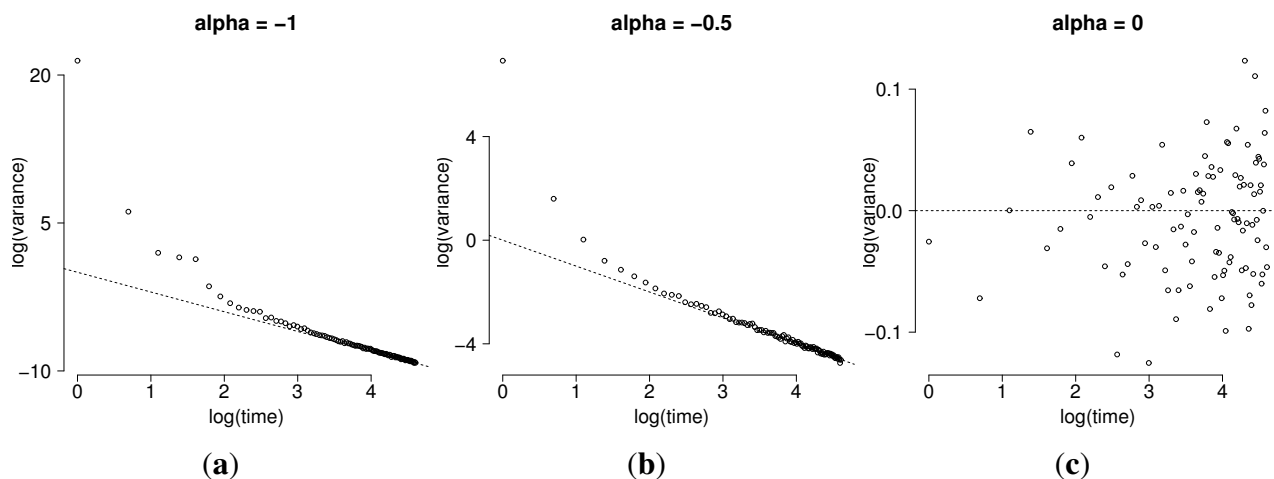 alpha = −1
20
5
−10
log(variance)
0 1 2 3 4
log(time)
(a)
alpha = −0.5
4
0
−4
log(variance)
0 1 2 3 4
log(time)
(b)
alpha = 0
0.1
0.0
−0.1
log(variance)
0 1 2 3 4
log(time)
(c)